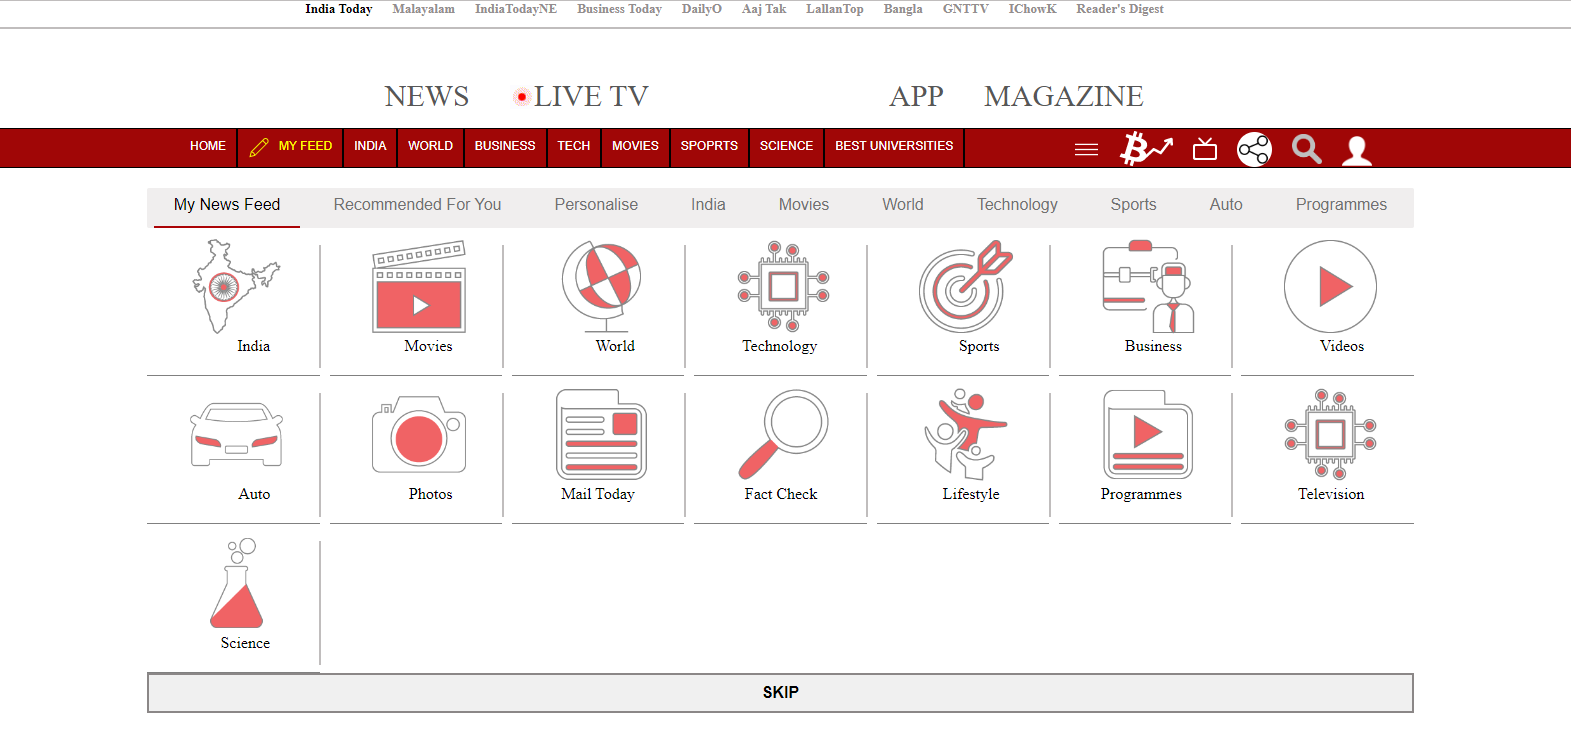 India Today Malayalam IndiaTodayNE Business Today DailyO Aaj Tak LallanTop Bangla GNTTV IChowK Reader's Digest
NEWS LIVE TV APP MAGAZINE
HOME MY FEED INDIA WORLD BUSINESS TECH MOVIES SPOPRTS SCIENCE BEST UNIVERSITIES
My News Feed Recommended For You Personalise India Movies World Technology Sports Auto Programmes
India Movies World Technology Sports Business Videos
Auto Photos Mail Today Fact Check Lifestyle Programmes Television
Science
SKIP